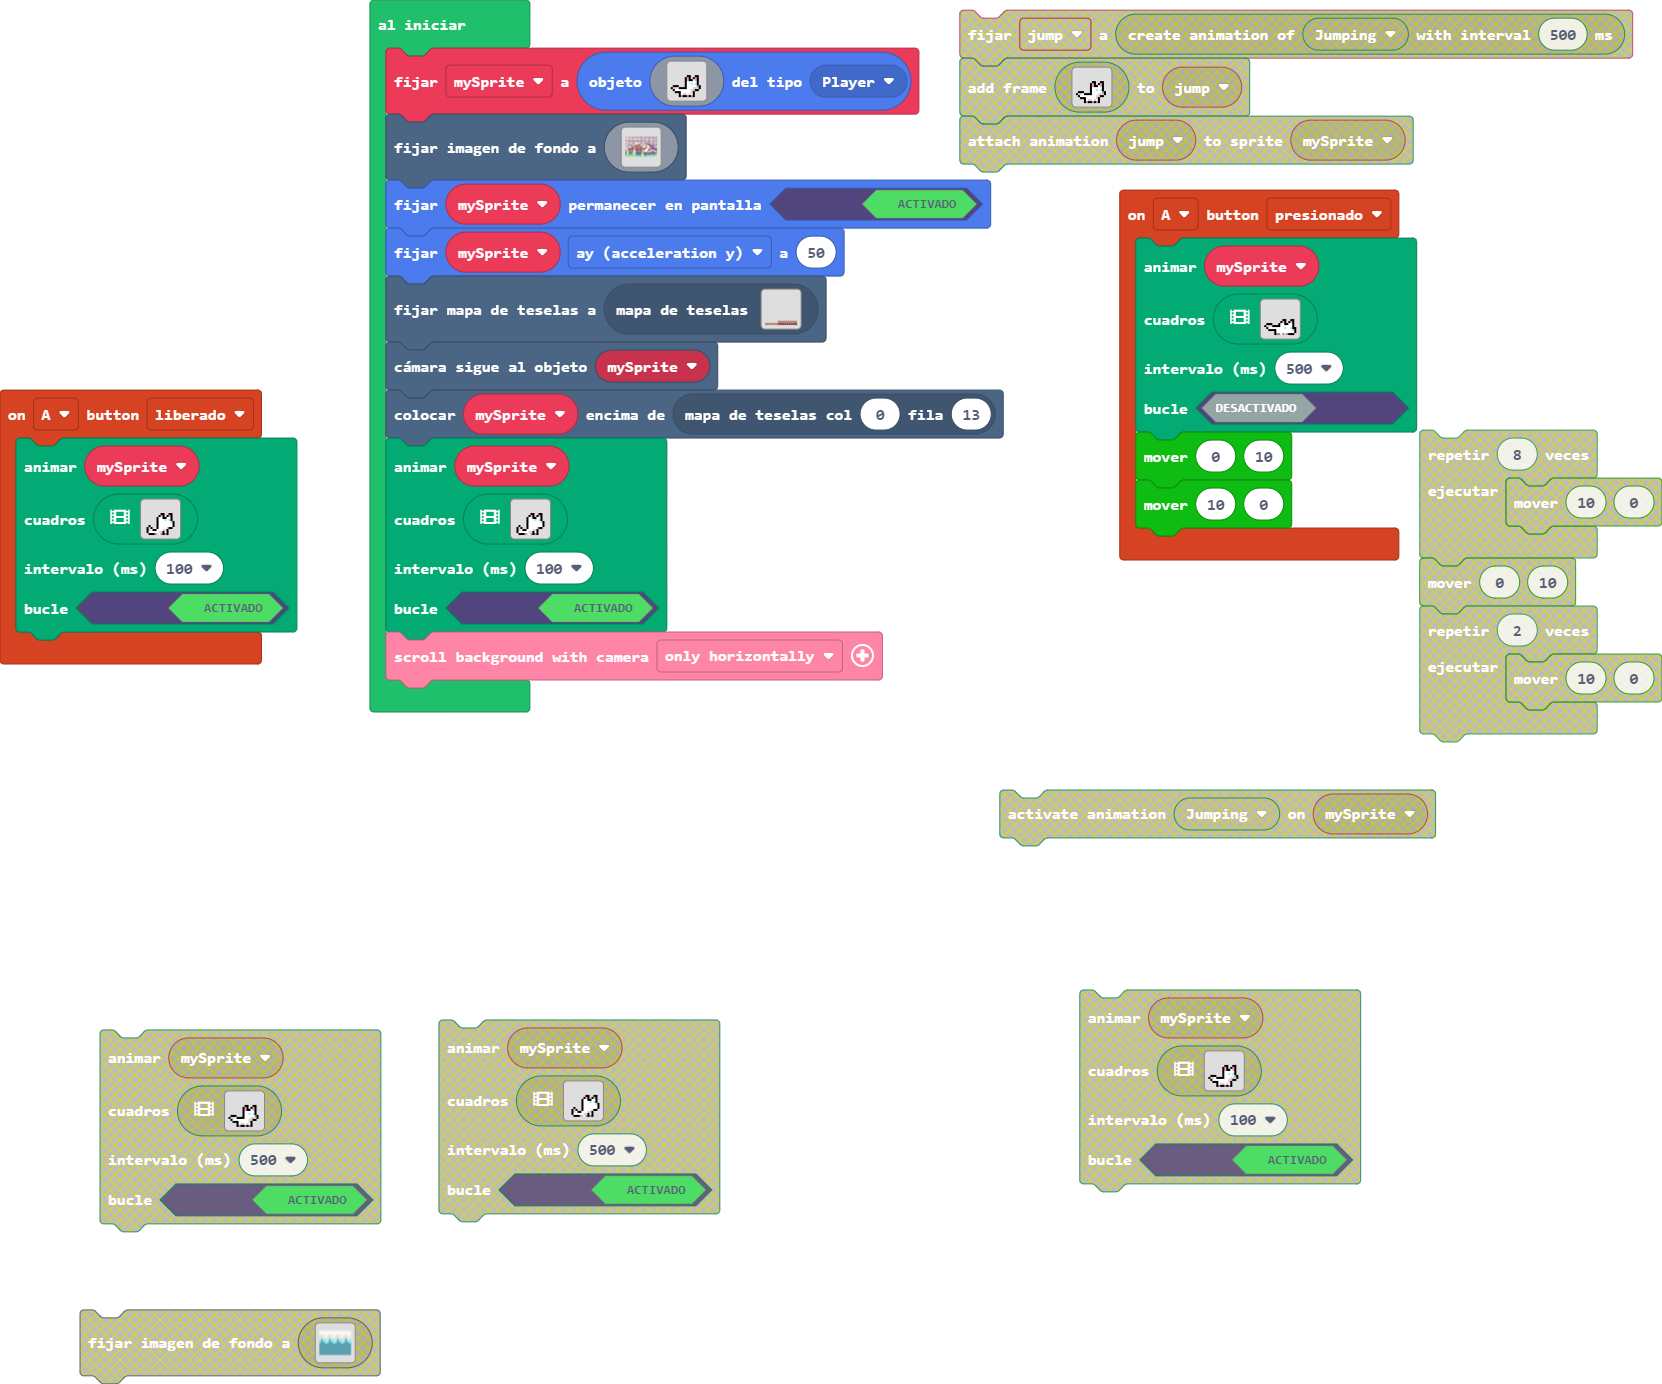 al iniciar
fijar mySprite a objeto del tipo Player
fijar imagen de fondo a
fijar mySprite permanecer en pantalla ACTIVADO
fijar mySprite ay (acceleration y) a 50
fijar mapa de teselas a mapa de teselas
cámara sigue al objeto mySprite
colocar mySprite encima de mapa de teselas col 0 fila 13
animar mySprite
cuadros
intervalo (ms) 100
bucle ACTIVADO
scroll background with camera only horizontally
fijar jump a create animation of Jumping with interval 500 ms
add frame to jump
attach animation jump to sprite mySprite
on A button presionado
animar mySprite
cuadros
intervalo (ms) 500
bucle DESACTIVADO
mover 0 10
mover 10 0
on A button liberado
animar mySprite
cuadros
intervalo (ms) 100
bucle ACTIVADO
repetir 8 veces
ejecutar mover 10 0
mover 0 10
repetir 2 veces
ejecutar mover 10 0
activate animation Jumping on mySprite
animar mySprite
cuadros
intervalo (ms) 500
bucle ACTIVADO
animar mySprite
cuadros
intervalo (ms) 500
bucle ACTIVADO
animar mySprite
cuadros
intervalo (ms) 100
bucle ACTIVADO
fijar imagen de fondo a